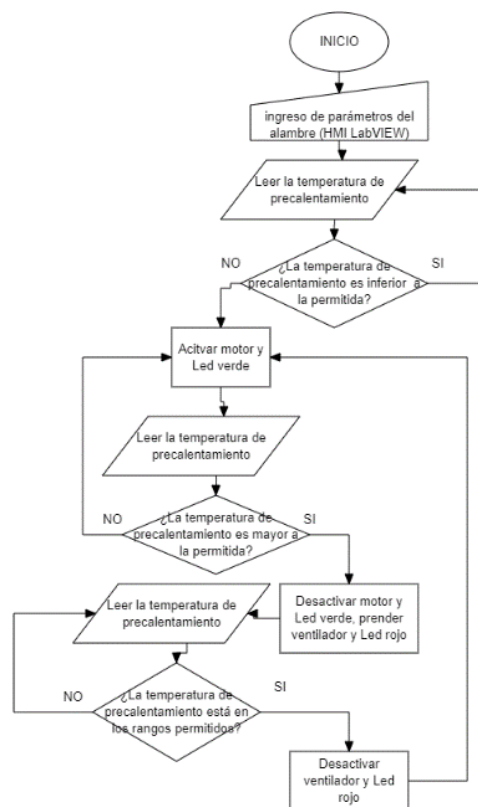 INICIO
ingreso de parámetros del
alambre (HMI LabVIEW)
Leer la temperatura de
precalentamiento
NO
¿La temperatura de
precalentamiento es inferior a
la permitida?
SI
Acitvar motor y
Led verde
Leer la temperatura de
precalentamiento
NO
¿La temperatura de
precalentamiento es mayor a
la permitida?
SI
Desactivar motor y
Led verde, prender
ventilador y Led rojo
Leer la temperatura de
precalentamiento
NO
¿La temperatura de
precalentamiento está en
los rangos permitidos?
SI
Desactivar
ventilador y Led
rojo